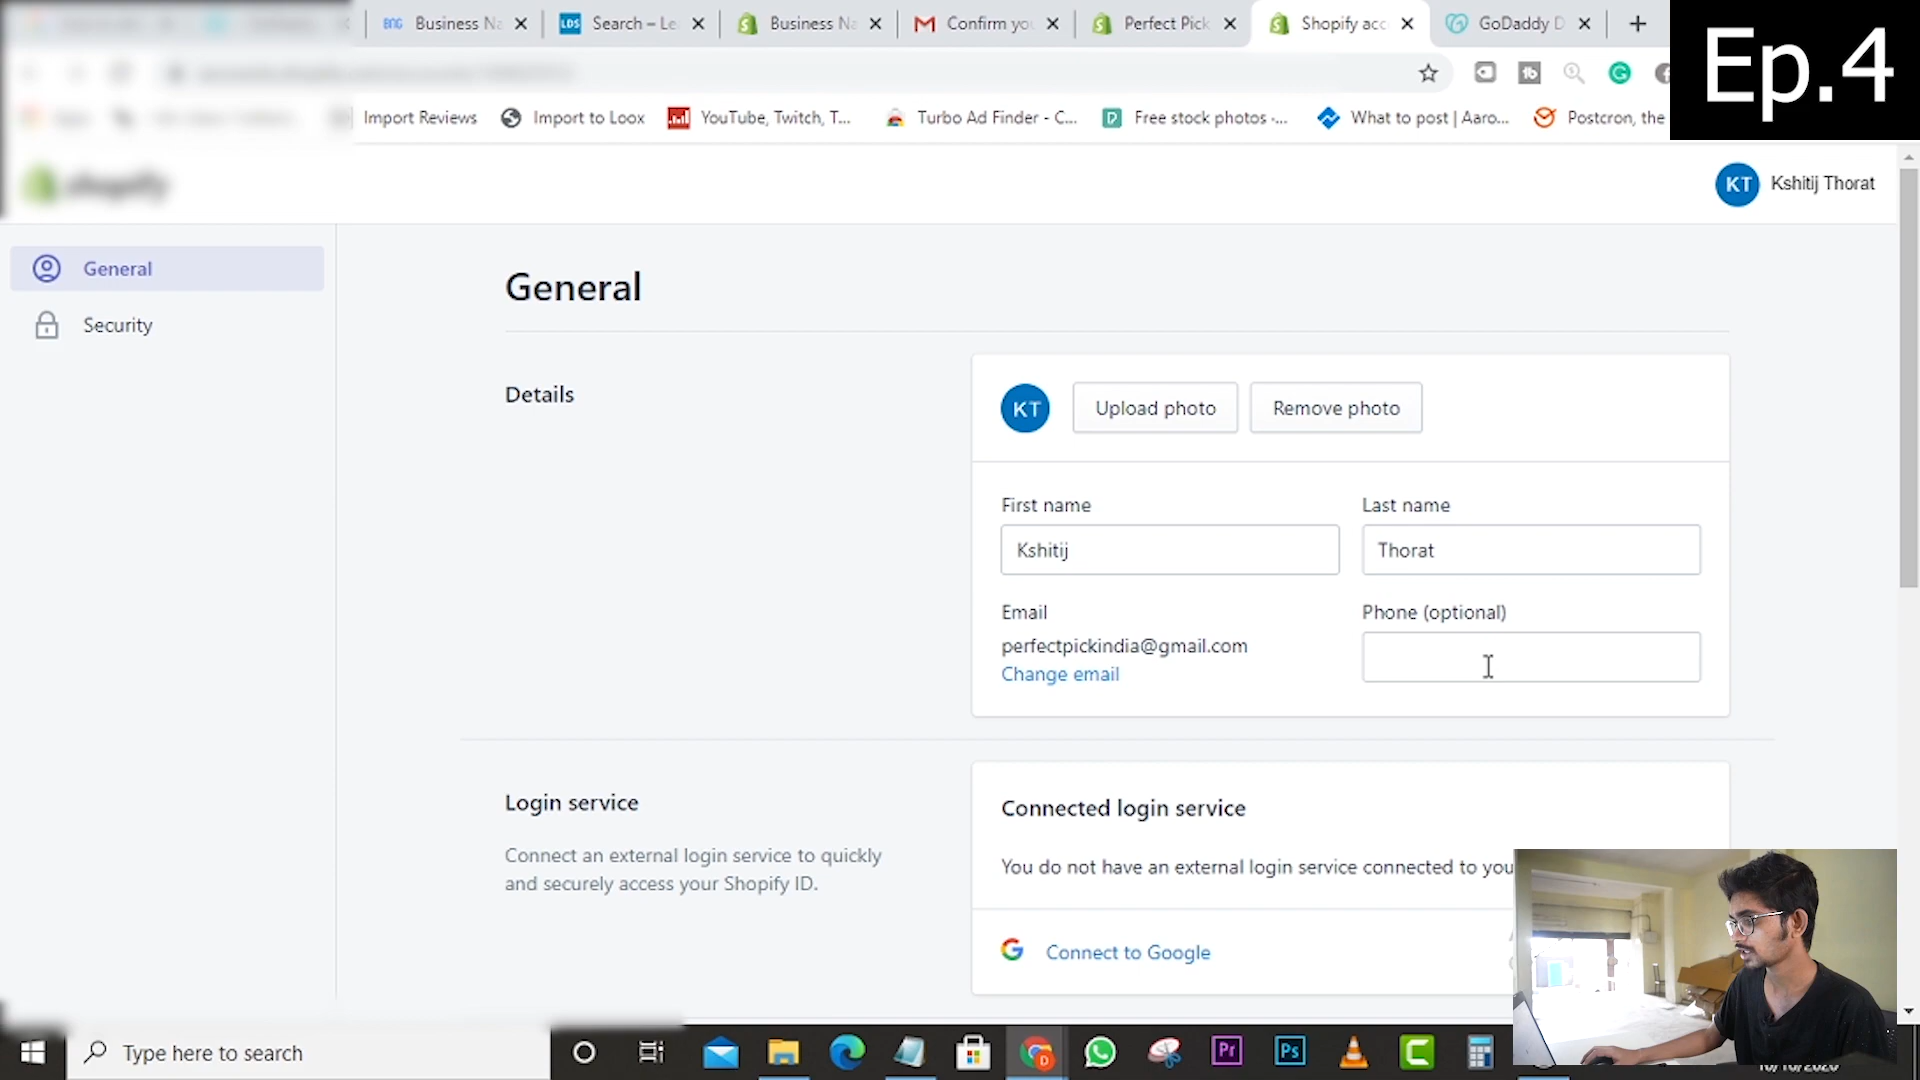 Business Na
Search – Le
Business Na
Confirm you
Perfect Pick
Shopify acc
GoDaddy D
Ep.4
Import Reviews
Import to Loox
YouTube, Twitch, T...
Turbo Ad Finder - C...
Free stock photos -...
What to post | Aaro...
Postcron, the
shopify
KT Kshitij Thorat
General
Security
General
Details
KT
Upload photo
Remove photo
First name
Last name
Kshitij
Thorat
Email
Phone (optional)
perfectpickindia@gmail.com
Change email
Login service
Connected login service
Connect an external login service to quickly
and securely access your Shopify ID.
You do not have an external login service connected to you
Connect to Google
Type here to search